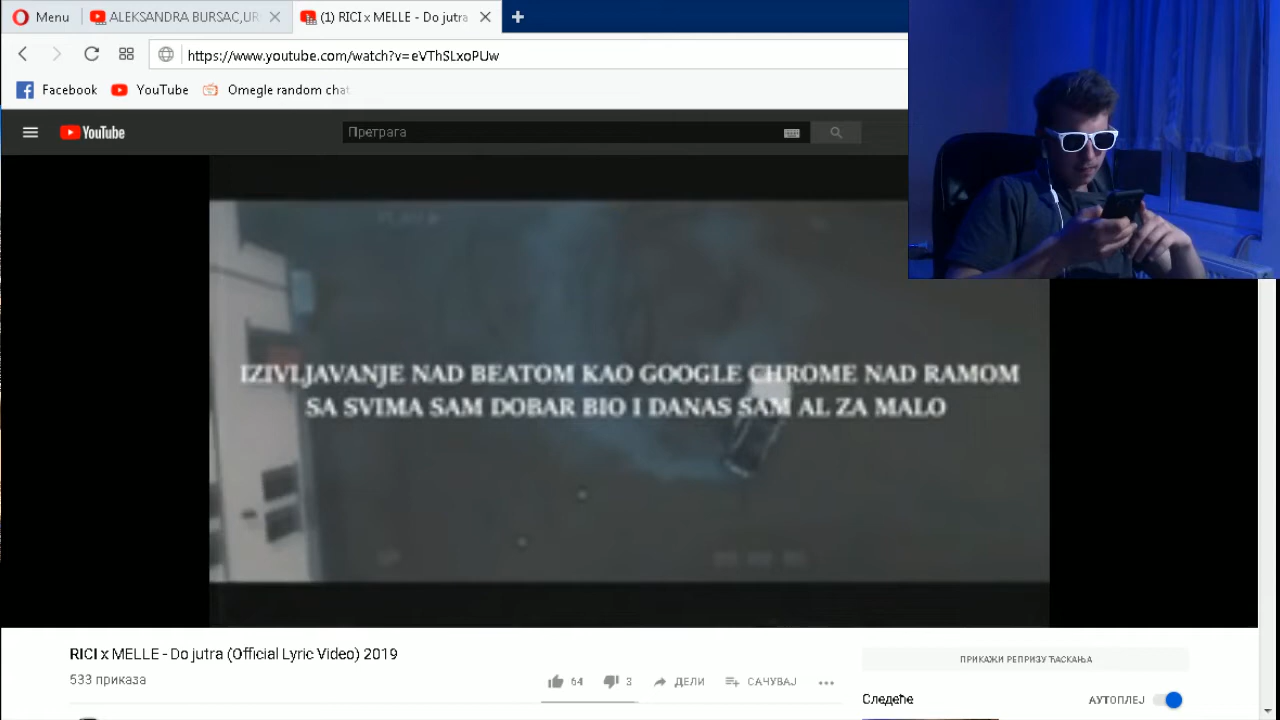 Menu
ALEKSANDRA BURSAC,UR
(1) RICI x MELLE - Do jutra
https://www.youtube.com/watch?v=eVThSLxoPUw
Facebook
YouTube
Omegle random chat
YouTube
Претрага
IZIVLJAVANJE NAD BEATOM KAO GOOGLE CHROME NAD RAMOM
SA SVIMA SAM DOBAR BIO I DANAS SAM AL ZA MALO
RICI x MELLE - Do jutra (Official Lyric Video) 2019
533 приказа
64
3
ДЕЛИ
САЧУВАЈ
ПРИКАЖИ РЕПРИЗУ ЋАСКАЊА
Следеће
АУТОПЛЕЈ